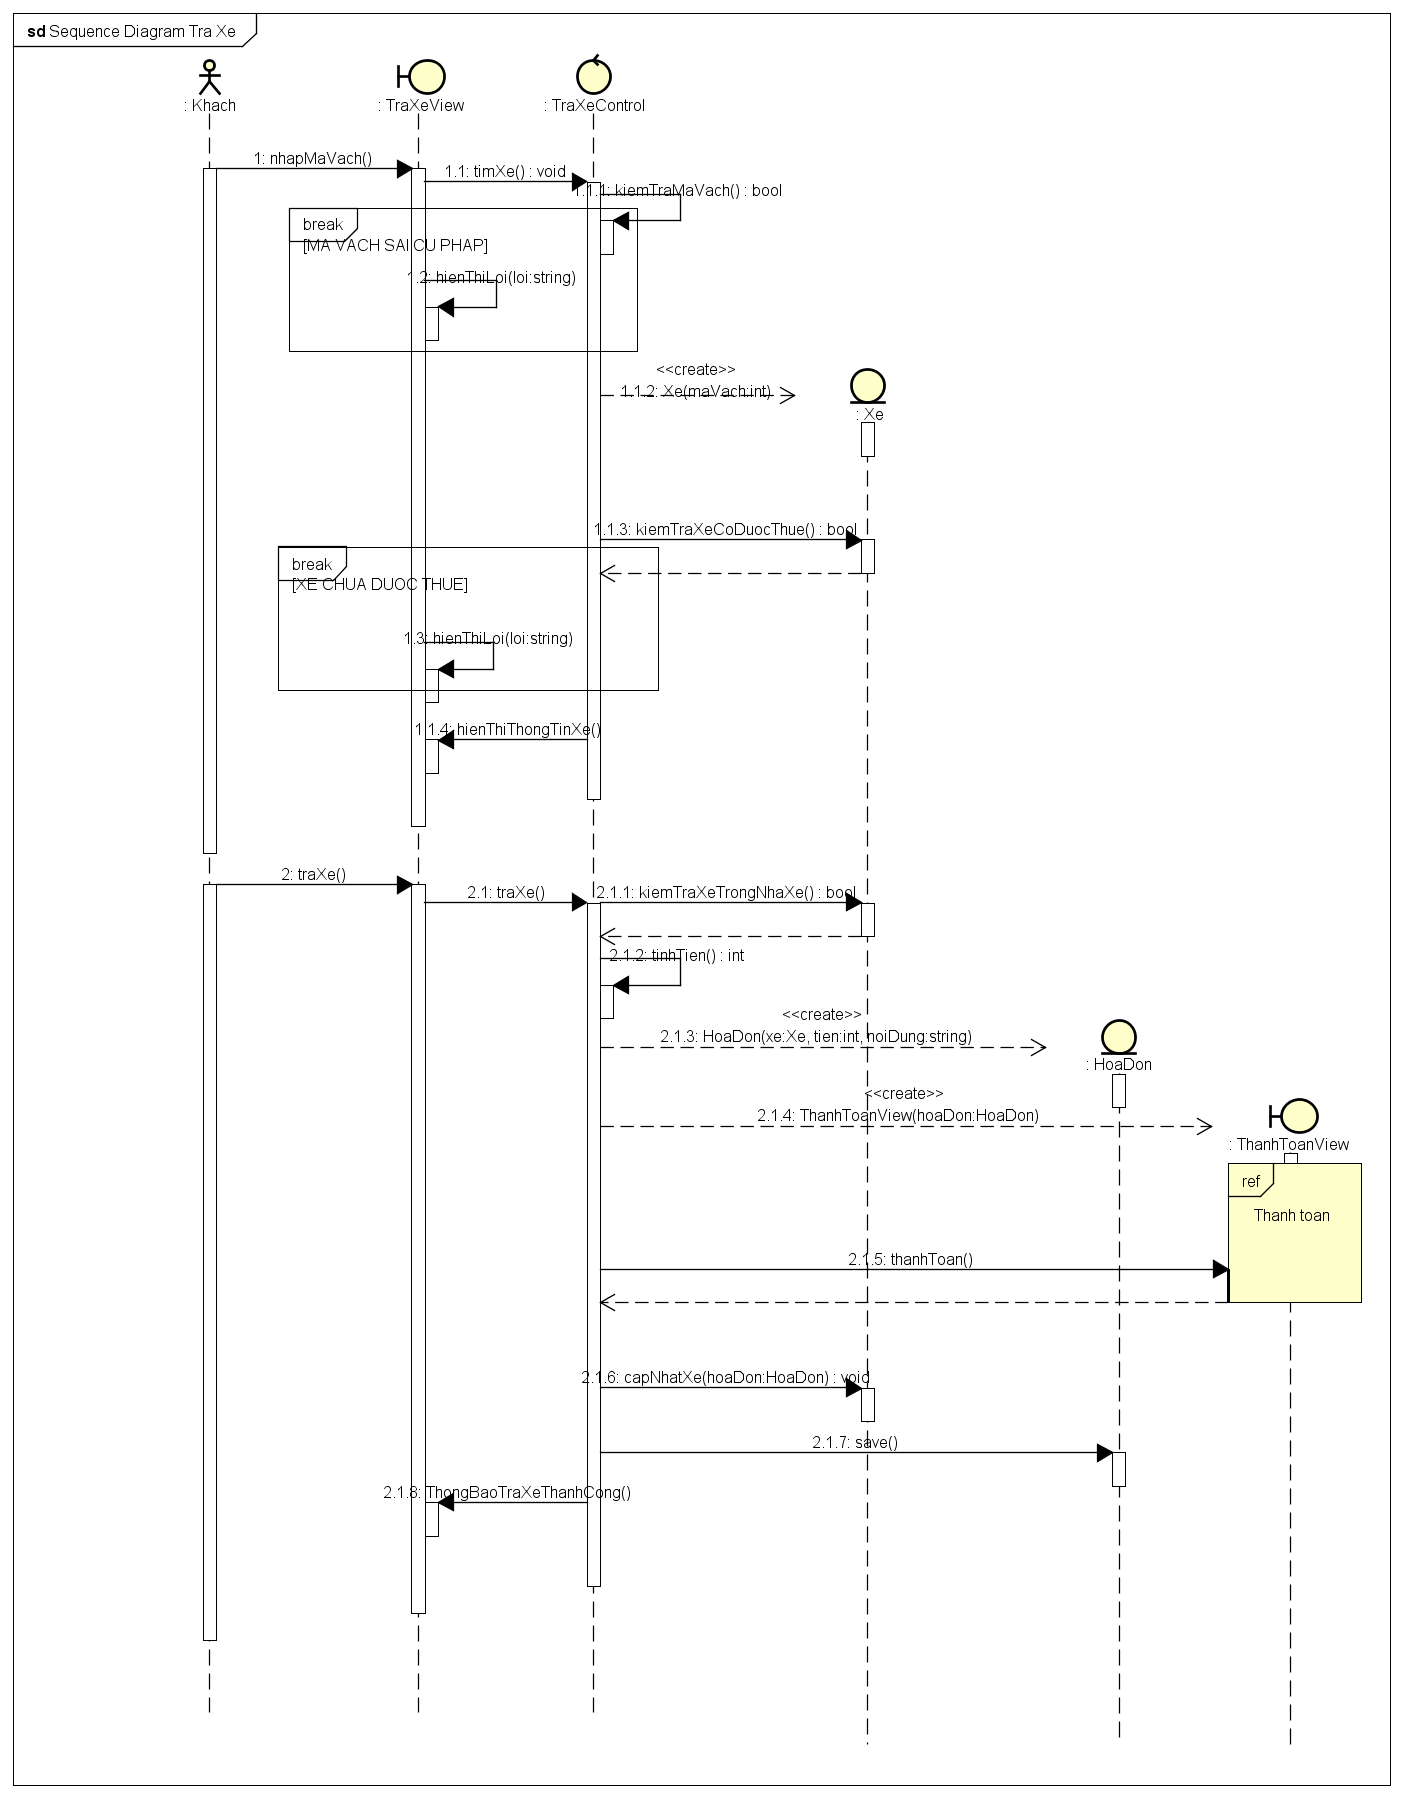 sd Sequence Diagram Tra Xe
: Khach
: TraXeView
: TraXeControl
1: nhapMaVach()
1.1: timXe() : void
1.1.1: kiemTraMaVach() : bool
break
[MA VACH SAI CU PHAP]
1.2: hienThiLoi(loi:string)
<<create>>
1.1.2: Xe(maVach:int)
: Xe
1.1.3: kiemTraXeCoDuocThue() : bool
break
[XE CHUA DUOC THUE]
1.3: hienThiLoi(loi:string)
1.1.4: hienThiThongTinXe()
2: traXe()
2.1: traXe()
2.1.1: kiemTraXeTrongNhaXe() : bool
2.1.2: tinhTien() : int
<<create>>
2.1.3: HoaDon(xe:Xe, tien:int, noiDung:string)
: HoaDon
<<create>>
2.1.4: ThanhToanView(hoaDon:HoaDon)
: ThanhToanView
ref
Thanh toan
2.1.5: thanhToan()
2.1.6: capNhatXe(hoaDon:HoaDon) : void
2.1.7: save()
2.1.8: ThongBaoTraXeThanhCong()